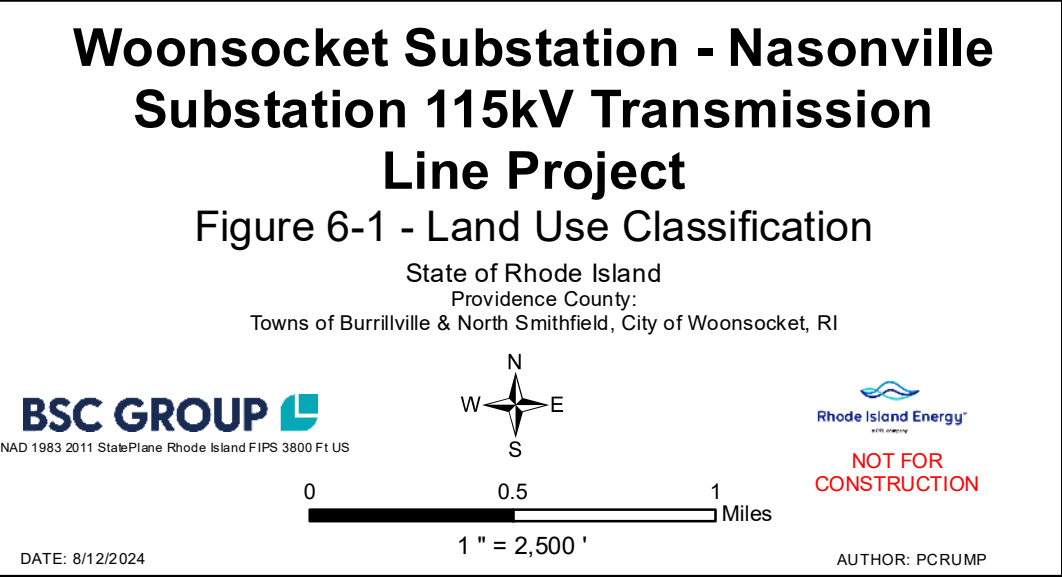 Woonsocket Substation - Nasonville
Substation 115kV Transmission
Line Project
Figure 6-1 - Land Use Classification
State of Rhode Island
Providence County:
Towns of Burrillville & North Smithfield, City of Woonsocket, RI
N
W E
S
BSC GROUP
NAD 1983 2011 StatePlane Rhode Island FIPS 3800 Ft US
Rhode Island Energy™
a PPL company
NOT FOR
CONSTRUCTION
0 0.5 1
Miles
1 " = 2,500 '
DATE: 8/12/2024
AUTHOR: PCRUMP